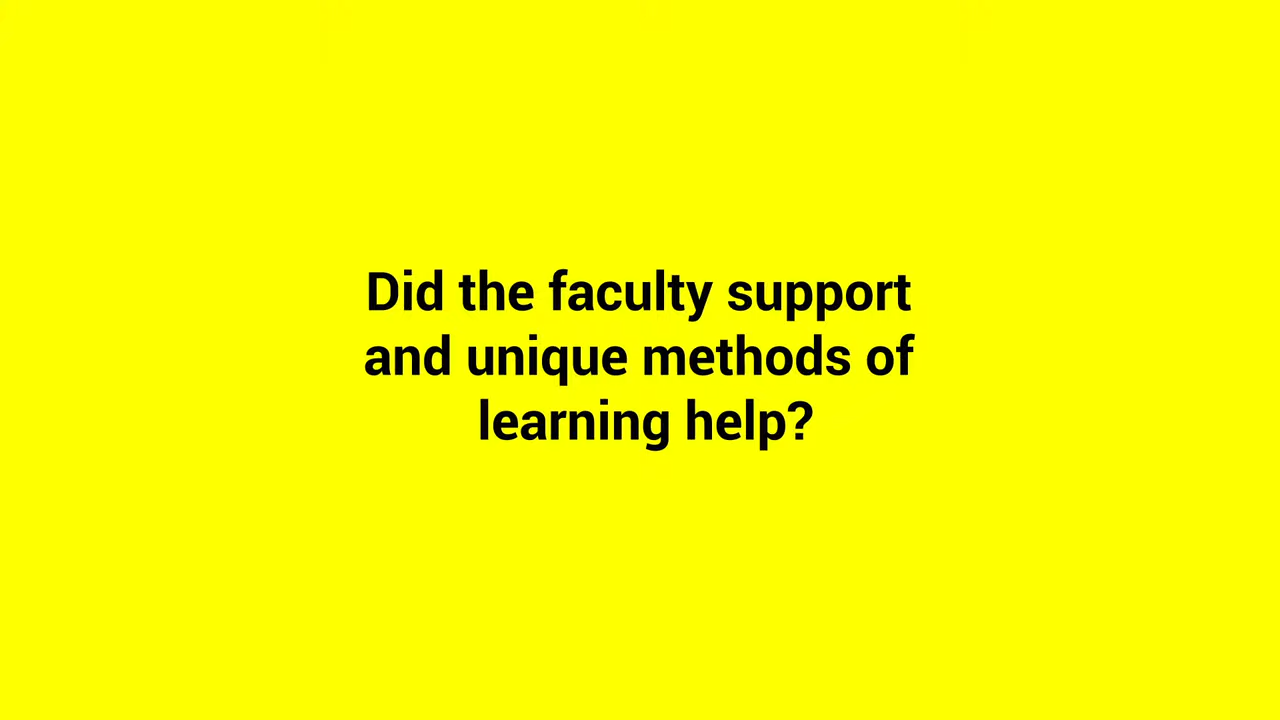 Did the faculty support
and unique methods of
learning help?